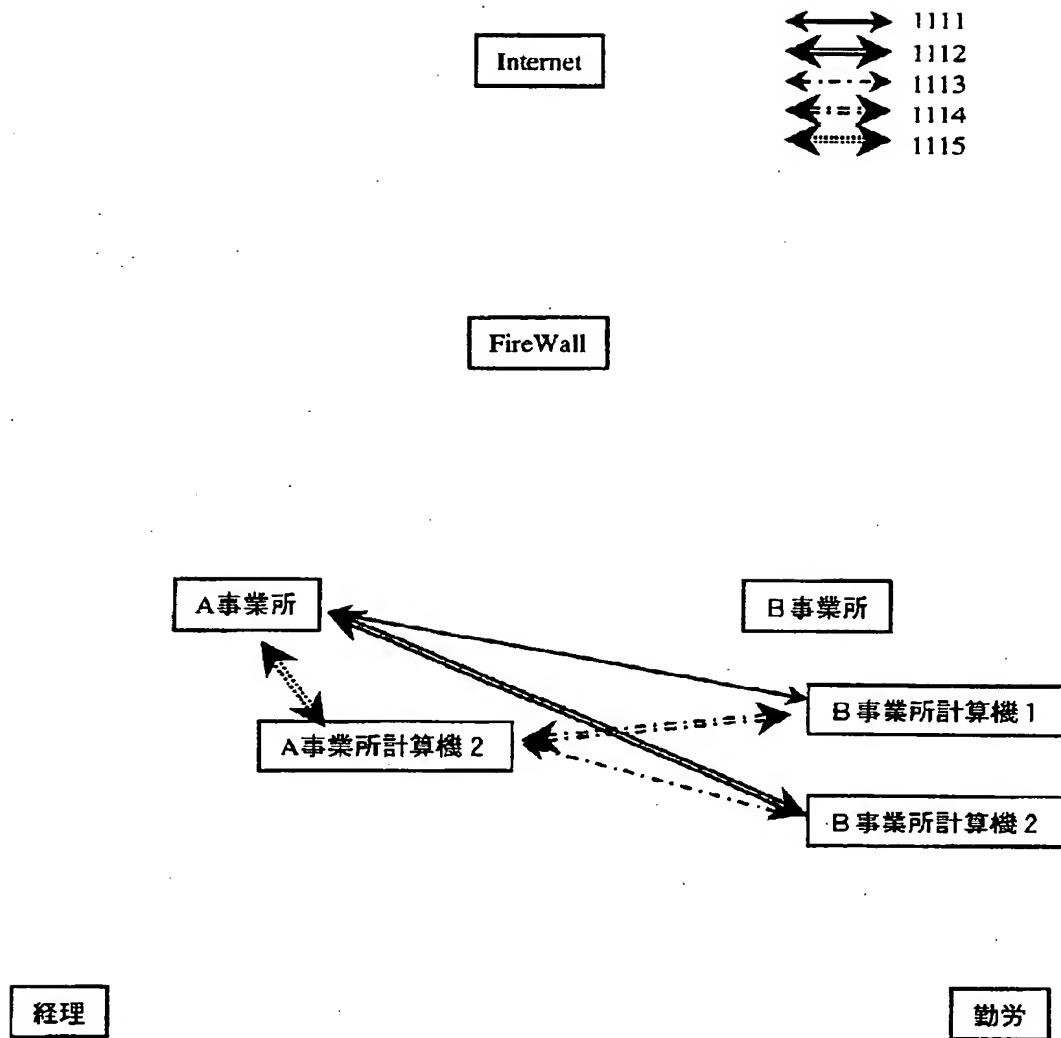 Internet
1111
1112
1113
1114
1115
FireWall
A事業所
B事業所
A事業所計算機2
B事業所計算機1
B事業所計算機2
経理
勤労